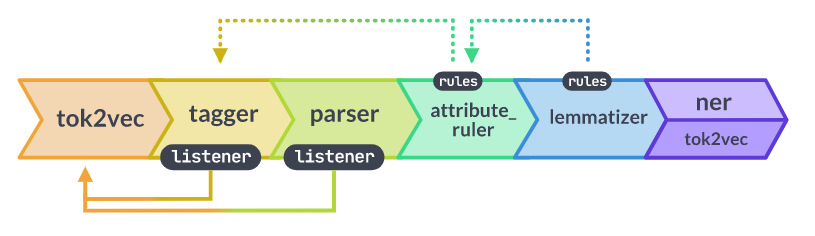 rules
rules
tok2vec
tagger
parser
attribute_
ruler
lemmatizer
ner
tok2vec
listener
listener